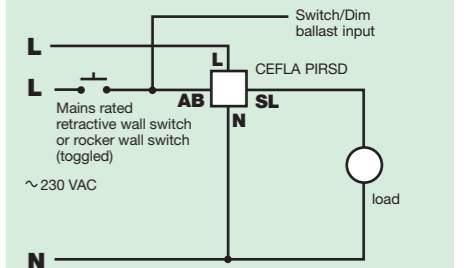 Switch/Dim
ballast input
L
L
CEFLA PIRSD
L
AB
SL
N
Mains rated
retractive wall switch
or rocker wall switch
(toggled)
~ 230 VAC
load
N